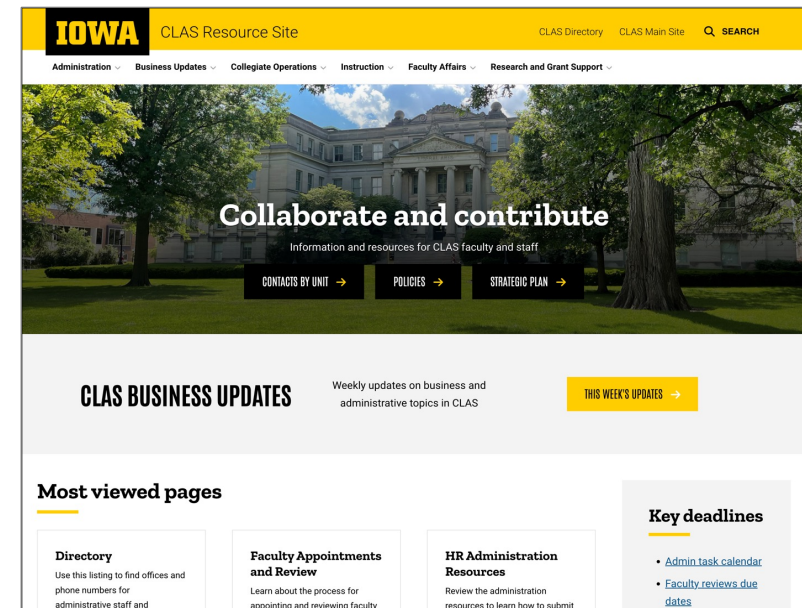 IOWA
CLAS Resource Site
CLAS Directory
CLAS Main Site
SEARCH
Administration
Business Updates
Collegiate Operations
Instruction
Faculty Affairs
Research and Grant Support
Collaborate and contribute
Information and resources for CLAS faculty and staff
CONTACTS BY UNIT →
POLICIES →
STRATEGIC PLAN →
CLAS BUSINESS UPDATES
Weekly updates on business and
administrative topics in CLAS
THIS WEEK'S UPDATES →
Most viewed pages
Directory
Use this listing to find offices and
phone numbers for
administrative staff and
Faculty Appointments
and Review
Learn about the process for
appointing and reviewing faculty
HR Administration
Resources
Review the administration
resources to learn how to submit
Key deadlines
• Admin task calendar
• Faculty reviews due
dates